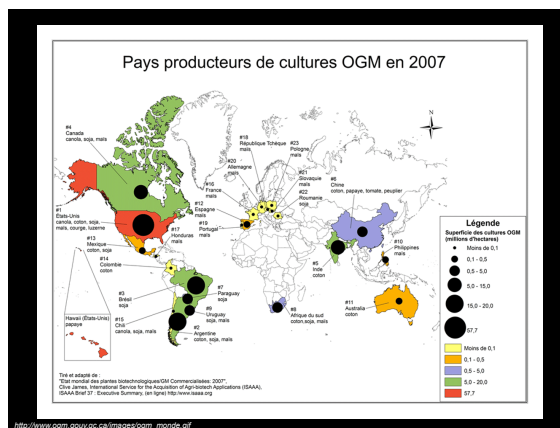 Pays producteurs de cultures OGM en 2007
#4
Canada
canola, soja, maïs
#18
République Tchèque
maïs
#23
Pologne
maïs
#20
Allemagne
maïs
#21
Slovaquie
maïs
#16
France
maïs
#22
Roumanie
soja
#6
Chine
coton, papaye, tomate, peuplier
#12
Espagne
maïs
#1
États-Unis
canola, coton, soja,
maïs, courge, luzerne
#17
Honduras
maïs
#19
Portugal
maïs
#13
Mexique
coton, soja
#10
Philippines
maïs
#14
Colombie
coton
#5
Inde
coton
#7
Paraguay
soja
#3
Brésil
soja
#9
Uruguay
soja, maïs
#8
Afrique du sud
coton,soja, maïs
#11
Australia
coton
#15
Chili
canola, soja, maïs
#2
Argentine
coton, soja, maïs
Hawaii (États-Unis)
papaye
N
Légende
Superficie des cultures OGM
(millions d'hectares)
Moins de 0,1
0,1 - 0,5
0,5 - 5,0
5,0 - 15,0
15,0 - 20,0
57,7
Moins de 0,1
0,1 - 0,5
0,5 - 5,0
5,0 - 20,0
57,7
Tiré et adapté de :
"Etat mondial des plantes biotechnologiques/GM Commercialisées: 2007",
Clive James, International Service for the Acquisition of Agri-biotech Applications (ISAAA).
ISAAA Brief 37 : Executive Summary, (en ligne) http://www.isaaa.org
http://www.ogm.gouv.qc.ca/images/ogm_monde.gif